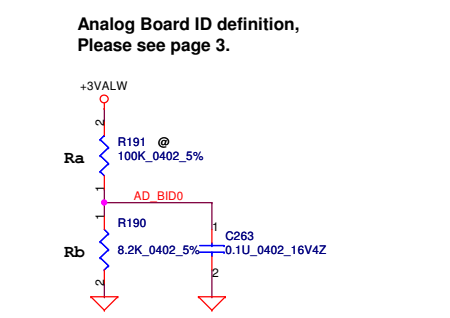 Analog Board ID definition,
Please see page 3.
+3VALW
2
R191 @
Ra
100K_0402_5%
1
AD_BID0
1
R190
1
C263
Rb
8.2K_0402_5%
0.1U_0402_16V4Z
2
2